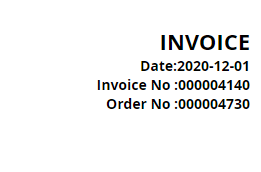 INVOICE
Date:2020-12-01
Invoice No :000004140
Order No :000004730